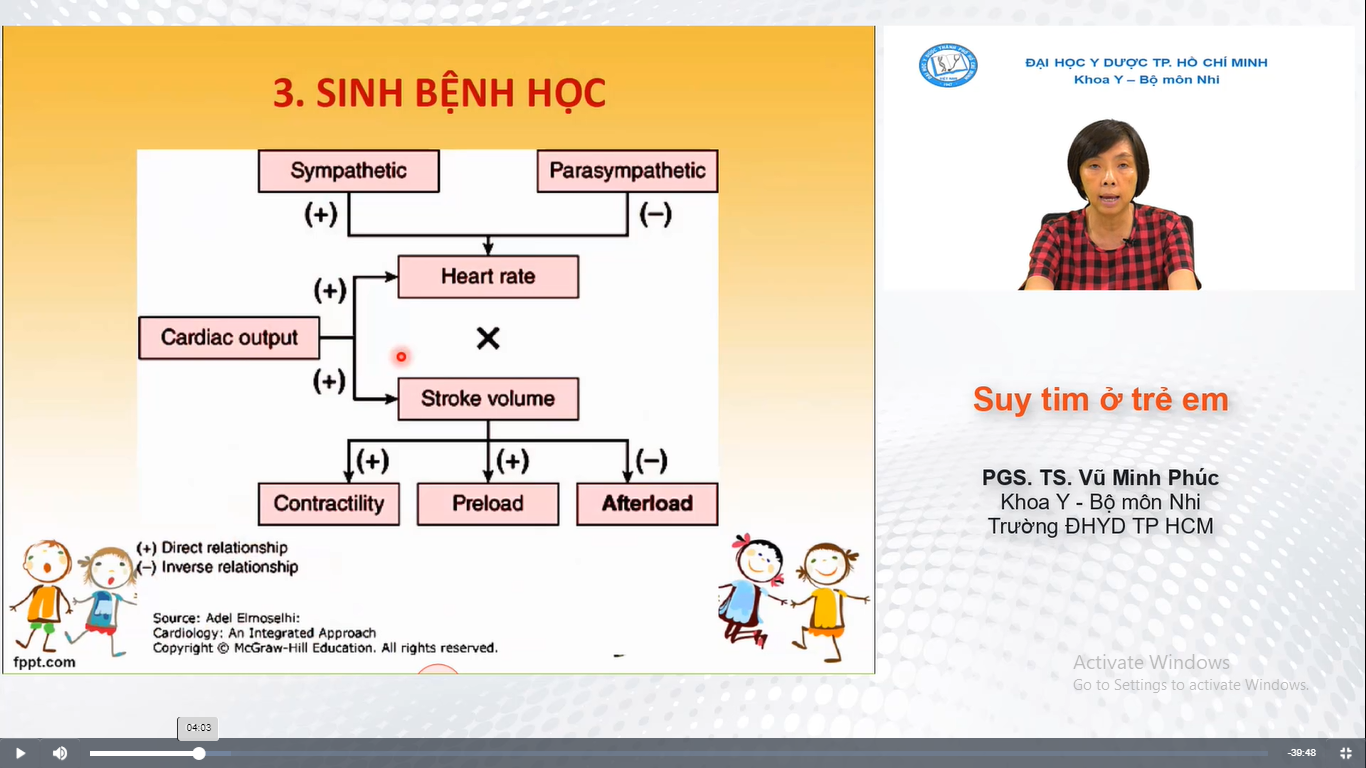 3. SINH BỆNH HỌC
Sympathetic
Parasympathetic
(+)
(–)
Heart rate
(+)
Cardiac output
×
(+)
Stroke volume
(+)
(+)
(–)
Contractility
Preload
Afterload
(+) Direct relationship
(–) Inverse relationship
Source: Adel Elmoselhi:
Cardiology: An Integrated Approach
Copyright © McGraw-Hill Education. All rights reserved.
fppt.com
ĐẠI HỌC Y DƯỢC TP. HỒ CHÍ MINH
Khoa Y – Bộ môn Nhi
Suy tim ở trẻ em
PGS. TS. Vũ Minh Phúc
Khoa Y - Bộ môn Nhi
Trường ĐHYD TP HCM
Activate Windows
Go to Settings to activate Windows.
04:03
-39:48